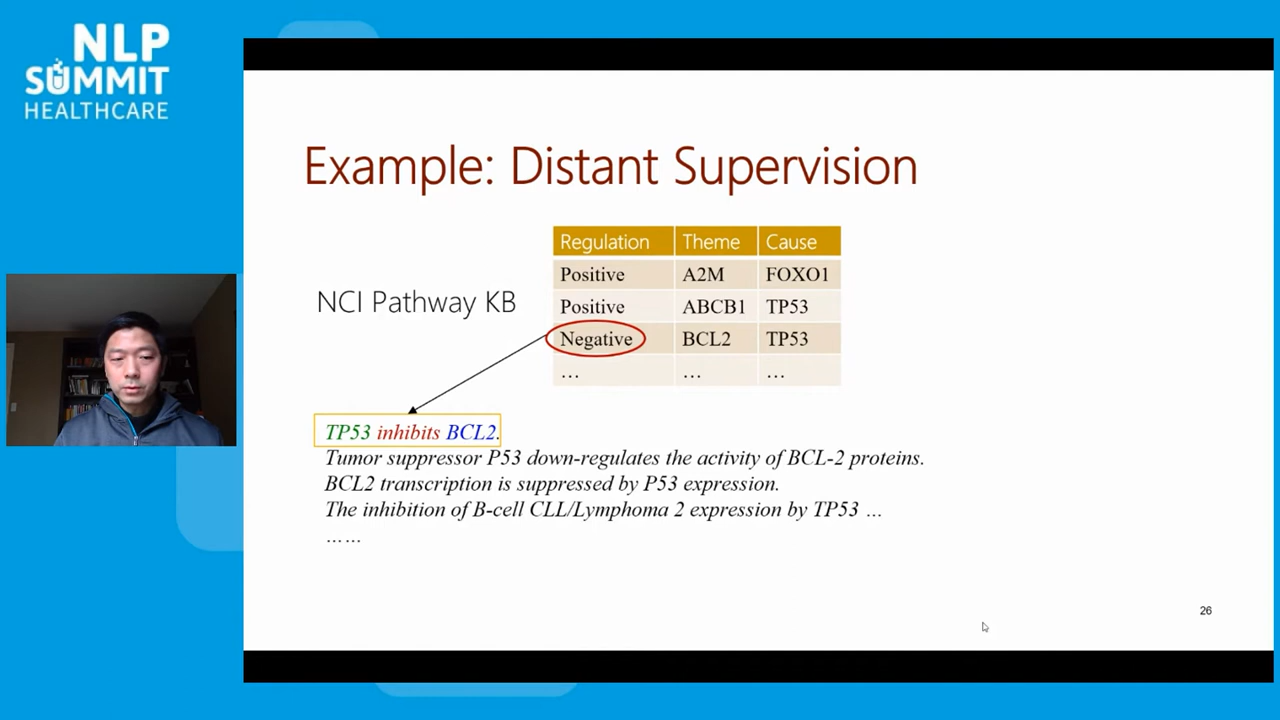 NLP
SUMMIT
HEALTHCARE
Example: Distant Supervision
NCI Pathway KB
Regulation Theme Cause
Positive A2M FOXO1
Positive ABCB1 TP53
Negative BCL2 TP53
… … …
TP53 inhibits BCL2.
Tumor suppressor P53 down-regulates the activity of BCL-2 proteins.
BCL2 transcription is suppressed by P53 expression.
The inhibition of B-cell CLL/Lymphoma 2 expression by TP53 …
……
26